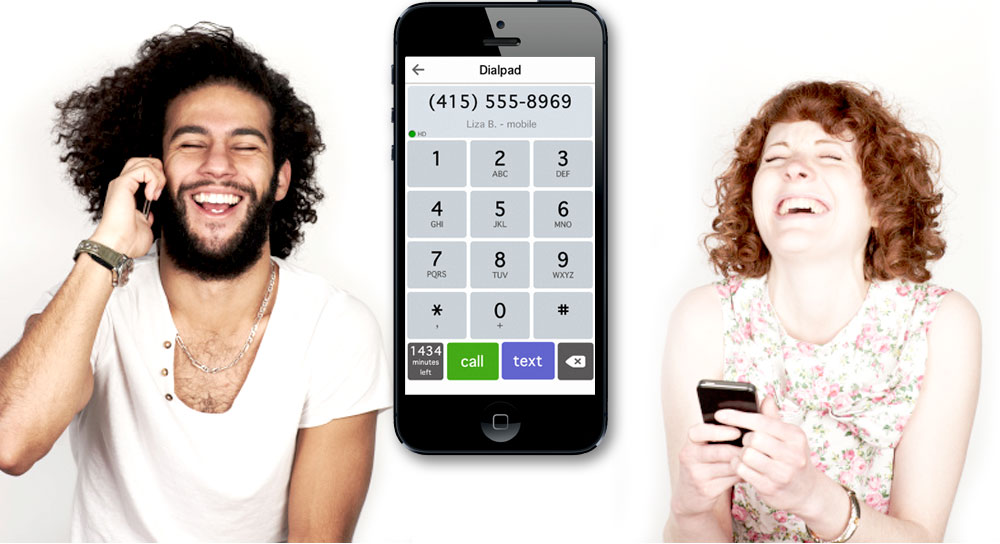 Dialpad
(415) 555-8969
Liza B. - mobile
HD
1
2
3
ABC
DEF
4
5
6
GHI
JKL
MNO
7
8
9
PQRS
TUV
WXYZ
*
0
#
,
+
1434
minutes
left
call
text